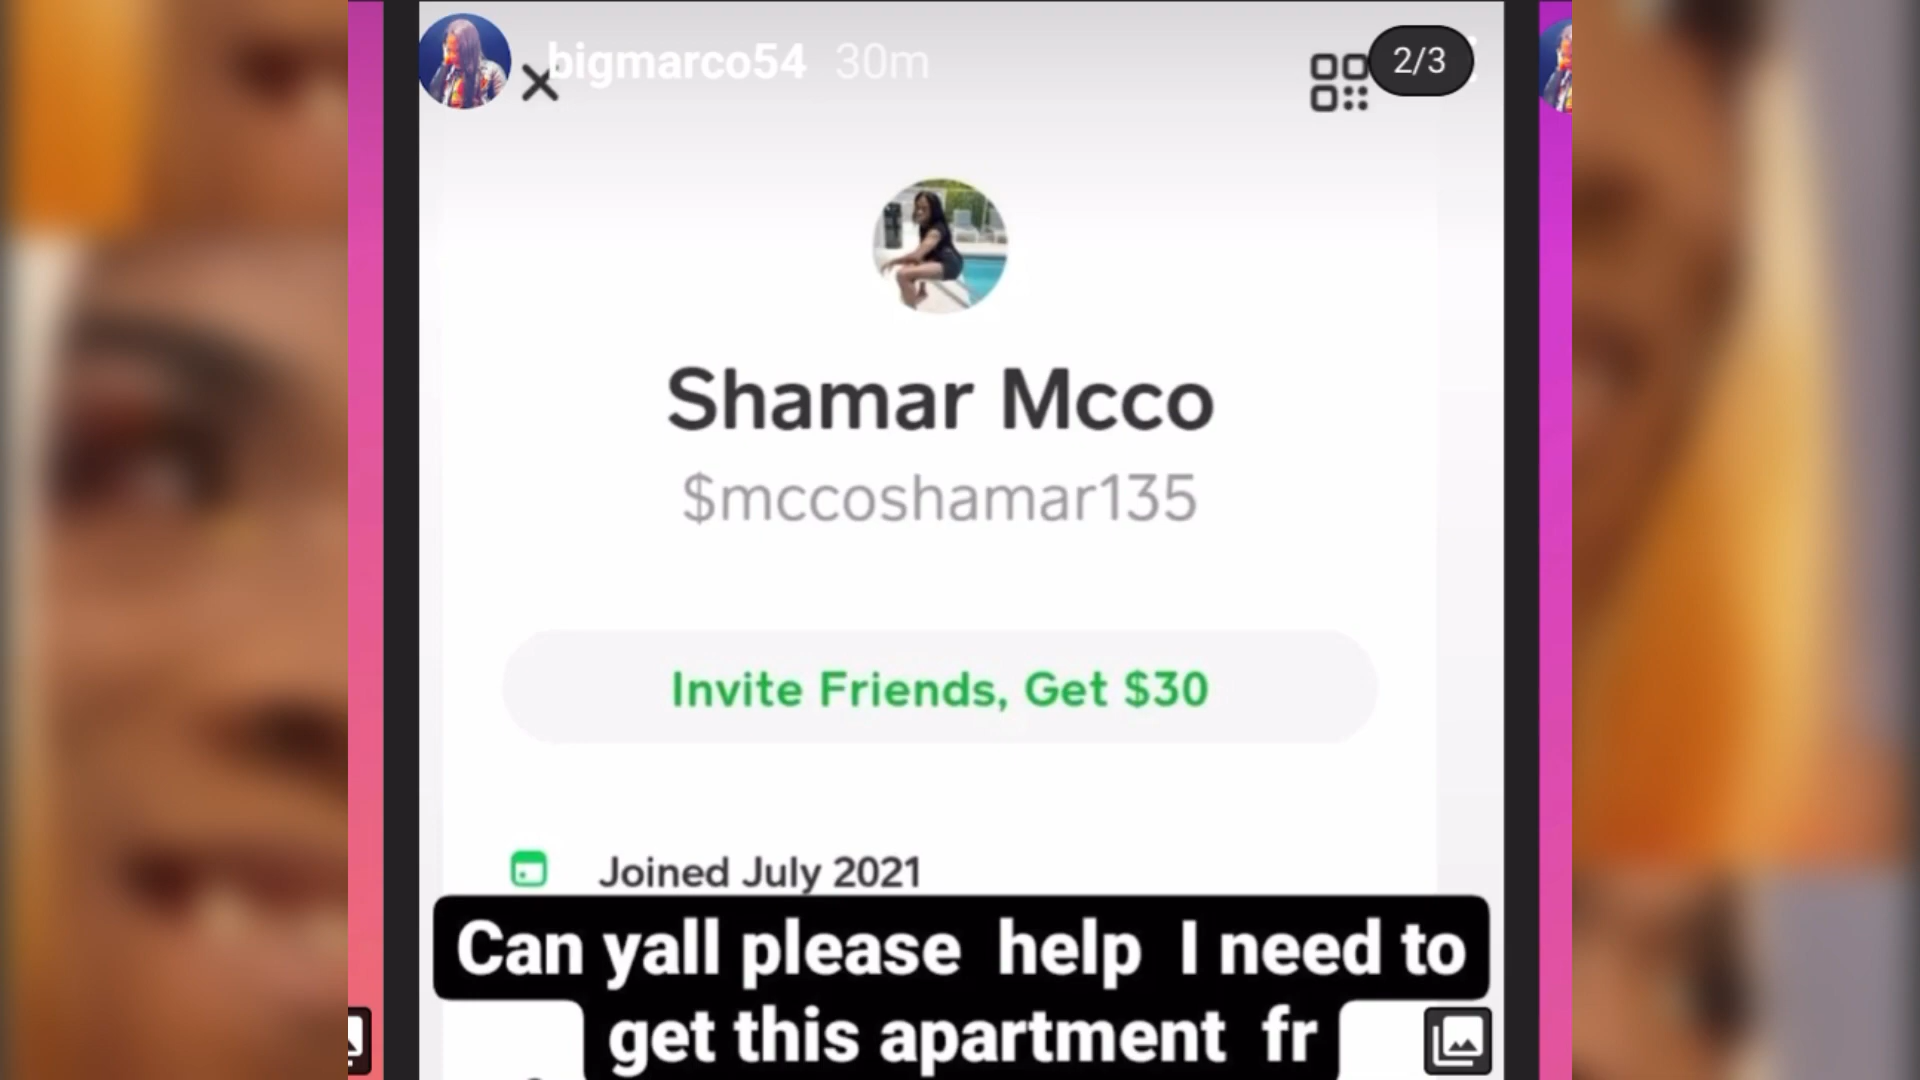 bigmarco54 30m
2/3
Shamar Mcco
$mccoshamar135
Invite Friends, Get $30
Joined July 2021
Can yall please help I need to
get this apartment fr